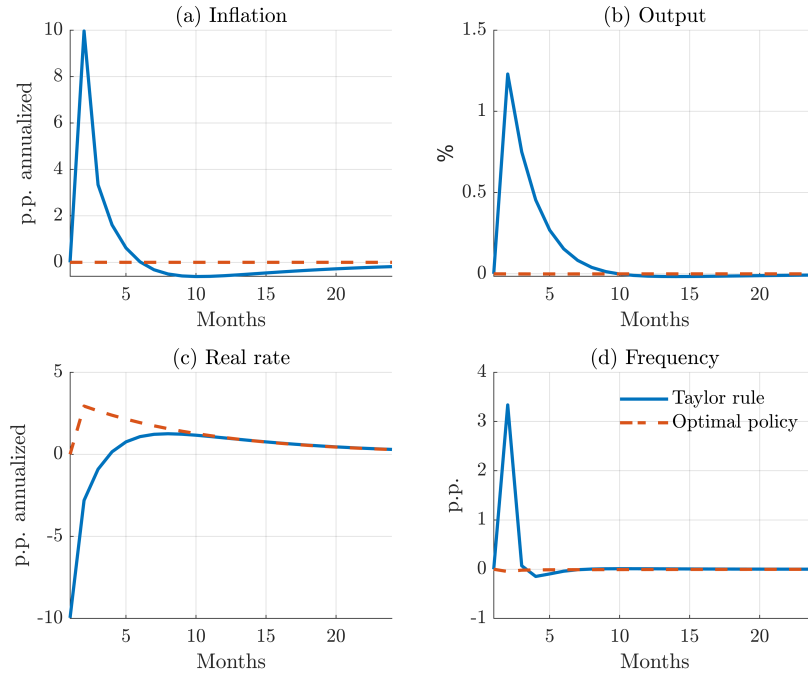 (a) Inflation
10
8
6
4
2
0
p.p. annualized
5 10 15 20
Months
(b) Output
1.5
1
0.5
0
%
5 10 15 20
Months
(c) Real rate
5
0
-5
-10
p.p. annualized
5 10 15 20
Months
(d) Frequency
4
3
2
1
0
-1
p.p.
Taylor rule
Optimal policy
5 10 15 20
Months